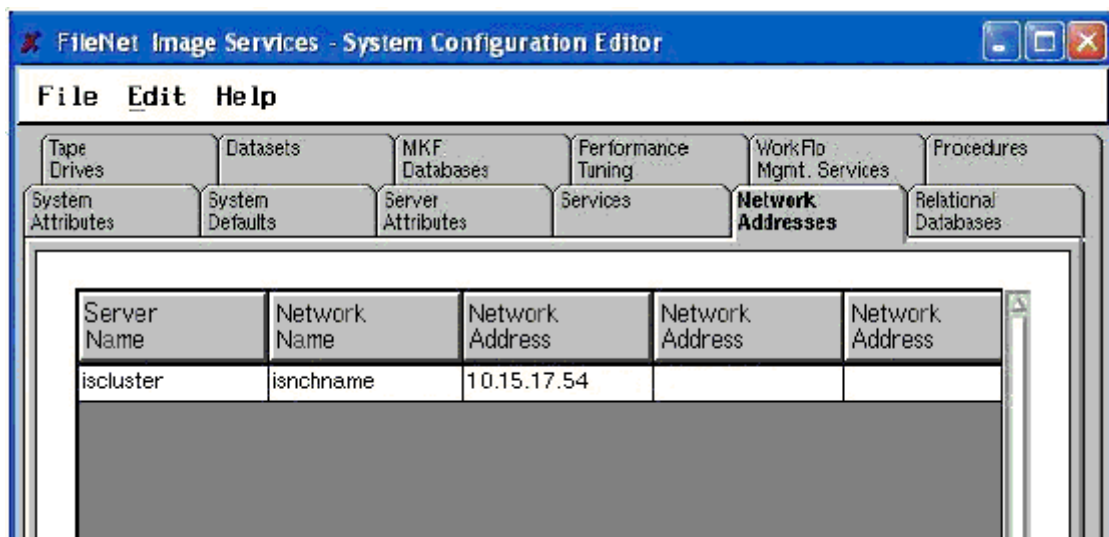 FileNet Image Services - System Configuration Editor
File Edit Help
Tape Drives Datasets MKF Databases Performance Tuning WorkFlo Mgmt. Services Procedures
System Attributes System Defaults Server Attributes Services Network Addresses Relational Databases
Server Name Network Name Network Address Network Address Network Address
iscluster isnchname 10.15.17.54